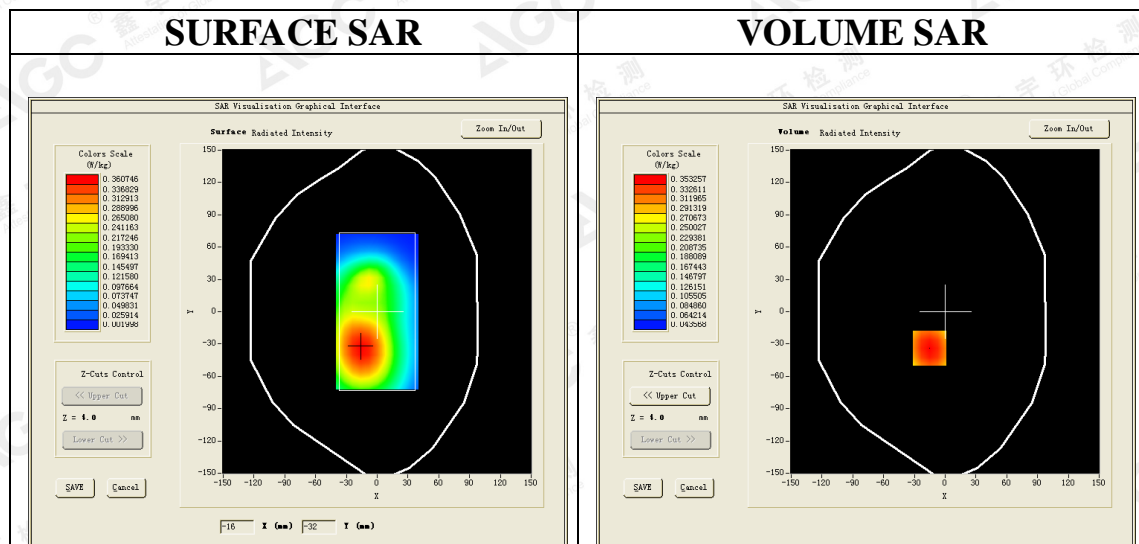 SURFACE SAR
VOLUME SAR
SAR Visualisation Graphical Interface
Surface Radiated Intensity
Zoom In/Out
Colors Scale
(W/kg)
0.360746
0.336829
0.312913
0.288996
0.265080
0.241163
0.217246
0.193330
0.169413
0.145497
0.121580
0.097664
0.073747
0.049831
0.025914
0.001998
150
120
90
60
30
0
-30
-60
-90
-120
-150
Y
-150 -120 -90 -60 -30 0 30 60 90 120 150
X
Z-Cuts Control
<< Upper Cut
Z = 4.0 mm
Lower Cut >>
SAVE Cancel
-16 X (mm) -32 Y (mm)
SAR Visualisation Graphical Interface
Volume Radiated Intensity
Zoom In/Out
Colors Scale
(W/kg)
0.353257
0.332611
0.311965
0.291319
0.270673
0.250027
0.229381
0.208735
0.188089
0.167443
0.146797
0.126151
0.105505
0.084860
0.064214
0.043568
150
120
90
60
30
0
-30
-60
-90
-120
-150
Y
-150 -120 -90 -60 -30 0 30 60 90 120 150
X
Z-Cuts Control
<< Upper Cut
Z = 4.0 mm
Lower Cut >>
SAVE Cancel